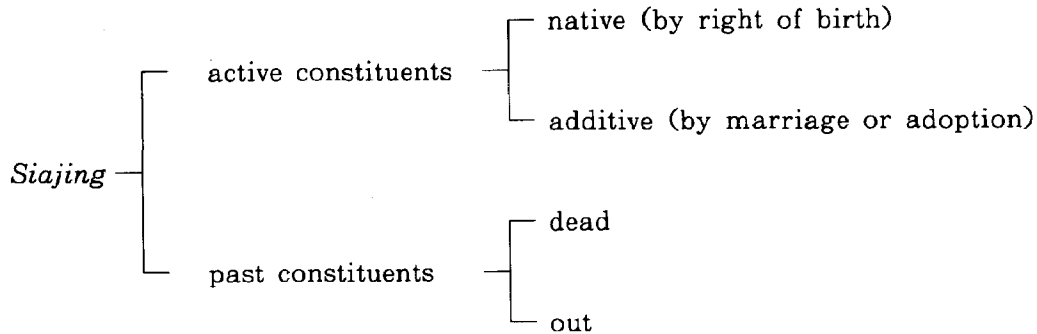 native (by right of birth)
active constituents
additive (by marriage or adoption)
Siajing
dead
past constituents
out